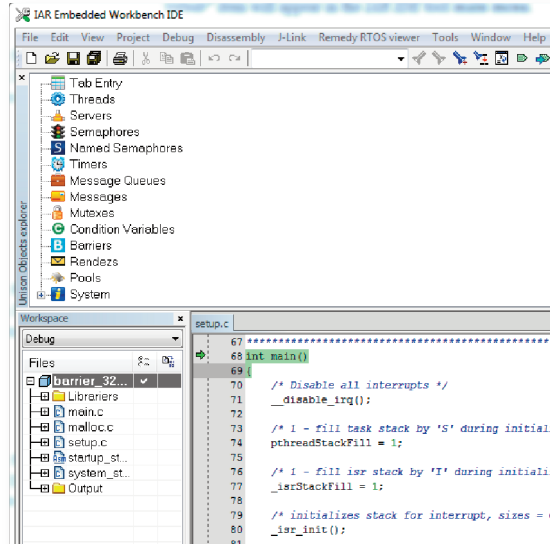 IAR Embedded Workbench IDE
File Edit View Project Debug Disassembly J-Link Remedy RTOS viewer Tools Window Help
Tab Entry
Threads
Servers
Semaphores
Named Semaphores
Timers
Message Queues
Messages
Mutexes
Condition Variables
Barriers
Rendezs
Pools
System
Unison Objects explorer
Workspace
Debug
Files
barrier_32...
Librariers
main.c
malloc.c
setup.c
startup_st...
system_st...
Output
setup.c
67 ************************************************
68 int main()
69 {
70 /* Disable all interrupts */
71 __disable_irq();
72
73 /* 1 - fill task stack by 'S' during initiali
74 pthreadStackFill = 1;
75
76 /* 1 - fill isr stack by 'I' during initiali
77 _isrStackFill = 1;
78
79 /* initializes stack for interrupt, sizes =
80 _isr_init();
81